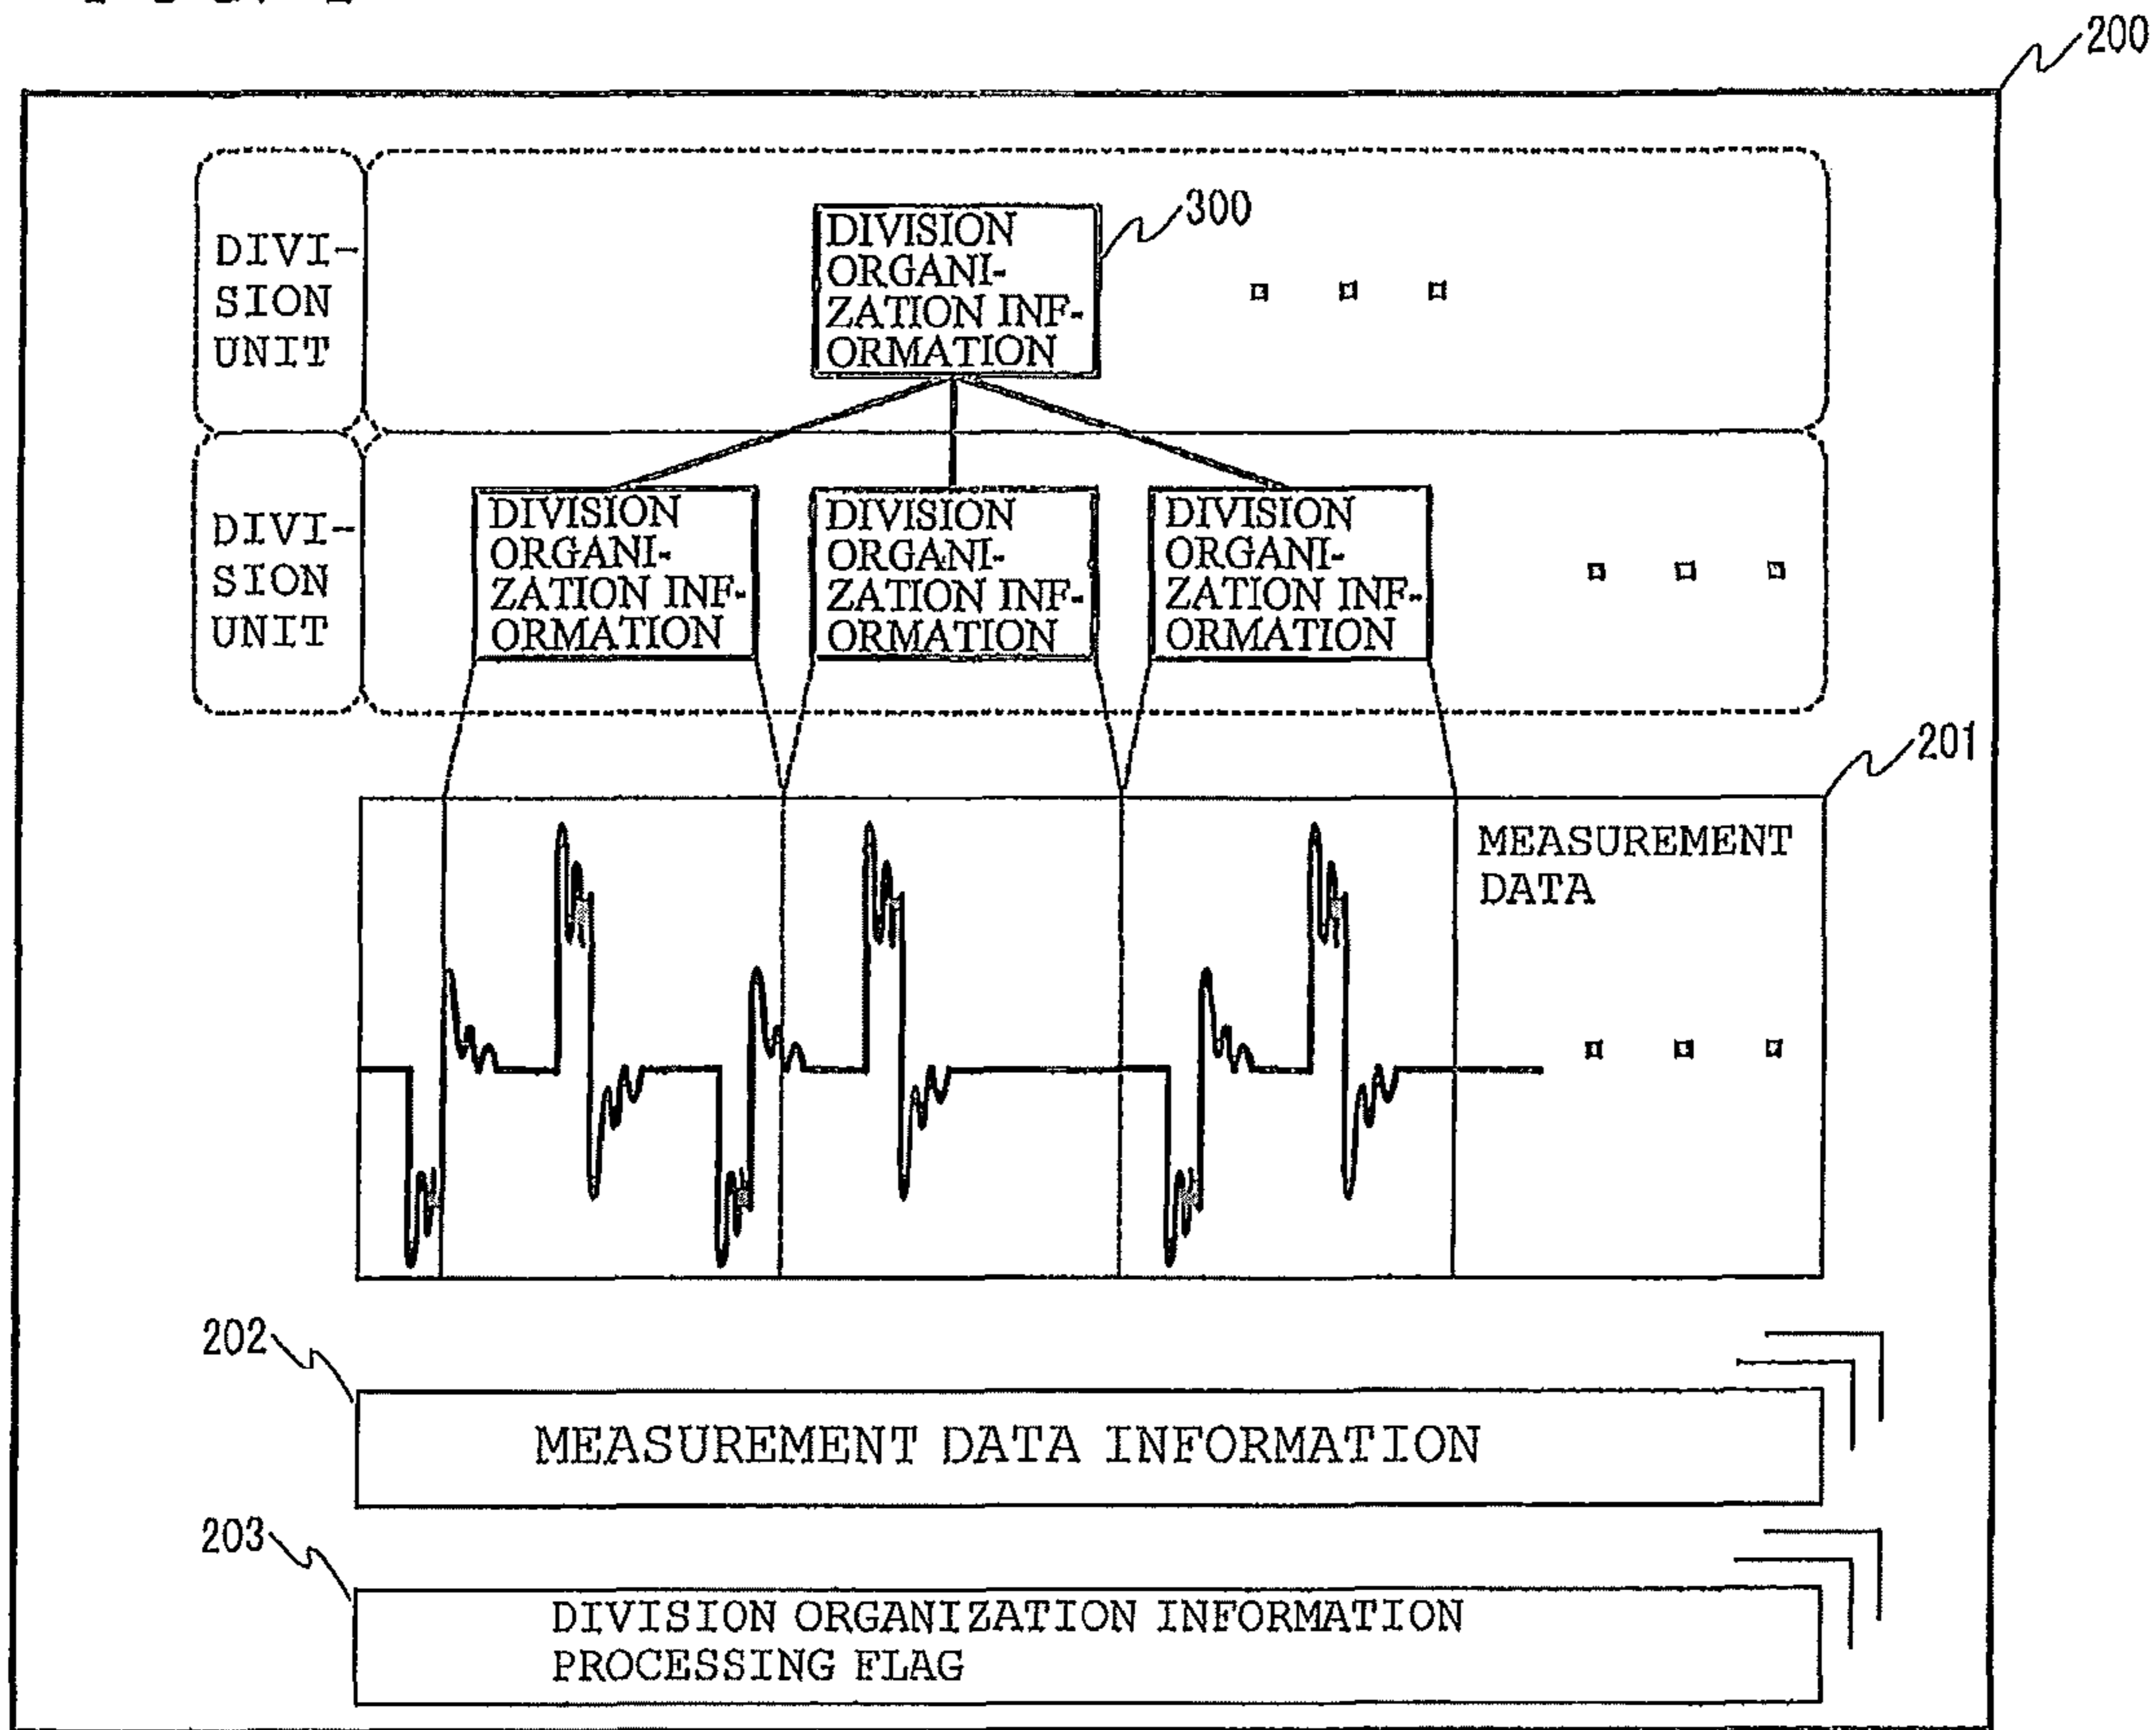 200
300
DIVI-
SION
UNIT
DIVISION
ORGANI-
ZATION INF-
ORMATION
DIVI-
SION
UNIT
DIVISION
ORGANI-
ZATION INF-
ORMATION
DIVISION
ORGANI-
ZATION INF-
ORMATION
DIVISION
ORGANI-
ZATION INF-
ORMATION
201
MEASUREMENT
DATA
202
MEASUREMENT DATA INFORMATION
203
DIVISION ORGANIZATION INFORMATION
PROCESSING FLAG